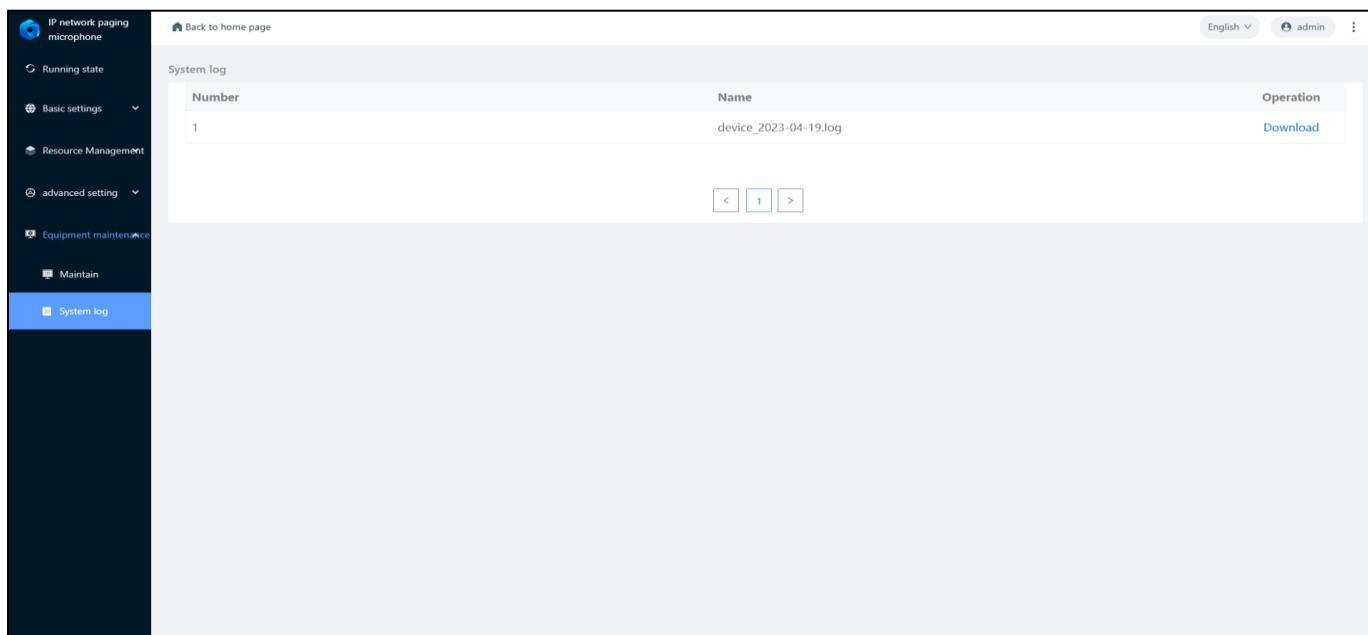 IP network paging
microphone
Back to home page
English
admin
Running state
Basic settings
Resource Management
advanced setting
Equipment maintenance
Maintain
System log
System log
Number Name Operation
1 device_2023-04-19.log Download
< 1 >